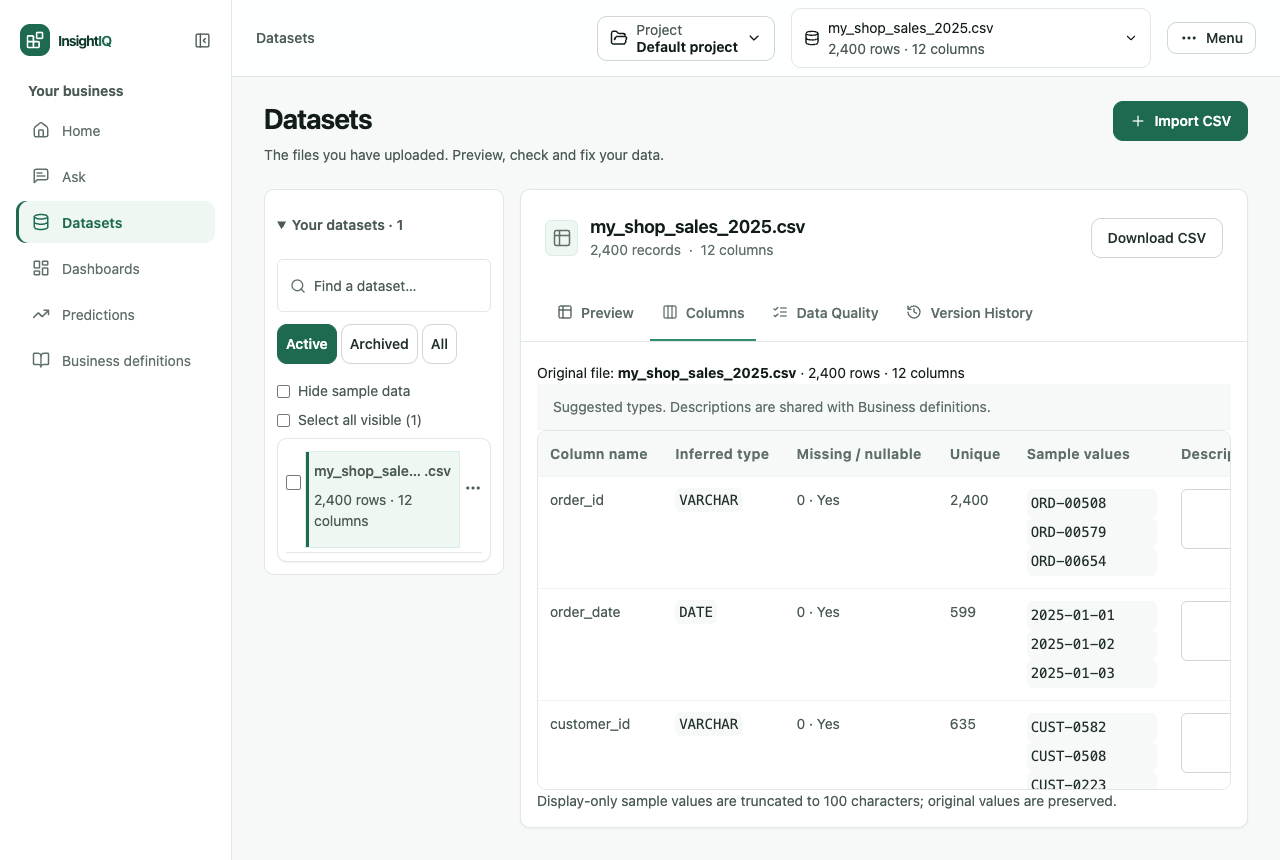 InsightIQ
Your business
Home
Ask
Datasets
Dashboards
Predictions
Business definitions
Datasets
Project
Default project
my_shop_sales_2025.csv
2,400 rows · 12 columns
Menu
Datasets
The files you have uploaded. Preview, check and fix your data.
Import CSV
Your datasets · 1
Find a dataset...
Active Archived All
Hide sample data
Select all visible (1)
my_shop_sale... .csv
2,400 rows · 12
columns
my_shop_sales_2025.csv
2,400 records · 12 columns
Download CSV
Preview Columns Data Quality Version History
Original file: my_shop_sales_2025.csv · 2,400 rows · 12 columns
Suggested types. Descriptions are shared with Business definitions.
Column name Inferred type Missing / nullable Unique Sample values Descrip
order_id VARCHAR 0 · Yes 2,400 ORD-00508
ORD-00579
ORD-00654
order_date DATE 0 · Yes 599 2025-01-01
2025-01-02
2025-01-03
customer_id VARCHAR 0 · Yes 635 CUST-0582
CUST-0508
CUST-0223
Display-only sample values are truncated to 100 characters; original values are preserved.